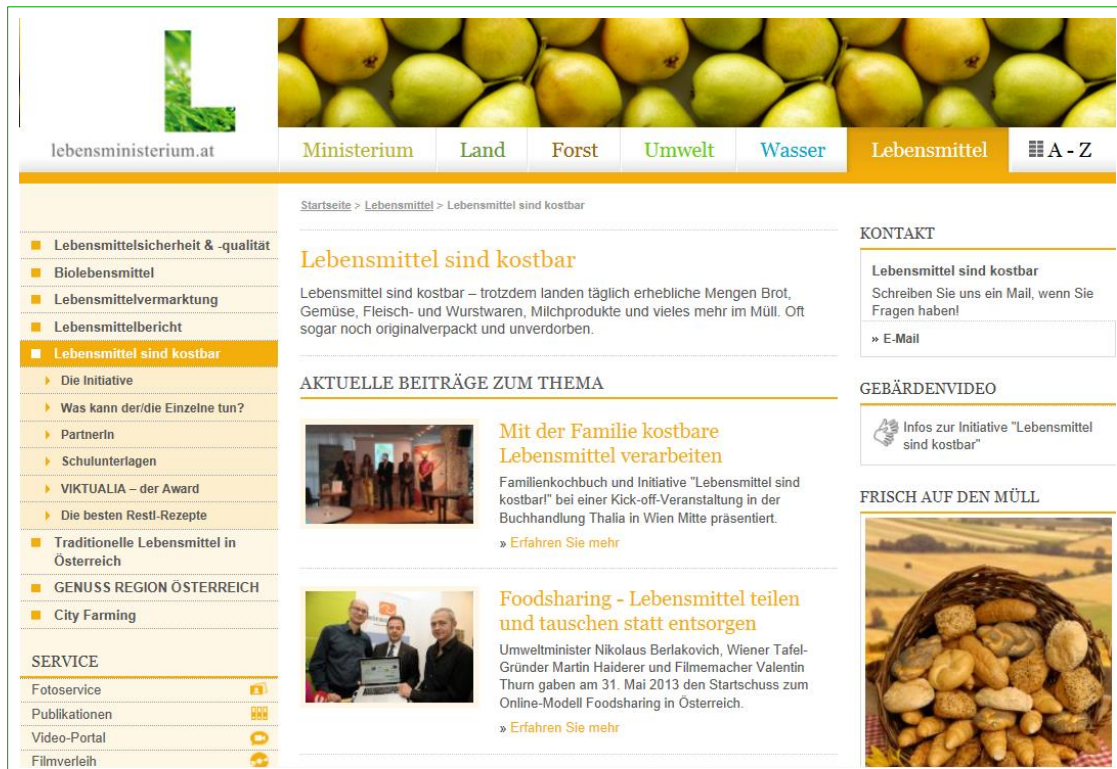 lebensministerium.at
Ministerium
Land
Forst
Umwelt
Wasser
Lebensmittel
A - Z
Startseite > Lebensmittel > Lebensmittel sind kostbar
Lebensmittelsicherheit & -qualität
Biolebensmittel
Lebensmittelvermarktung
Lebensmittelbericht
Lebensmittel sind kostbar
Die Initiative
Was kann der/die Einzelne tun?
PartnerIn
Schulunterlagen
VIKTUALIA – der Award
Die besten Restl-Rezepte
Traditionelle Lebensmittel in
Österreich
GENUSS REGION ÖSTERREICH
City Farming
SERVICE
Fotoservice
Publikationen
Video-Portal
Filmverleih
Lebensmittel sind kostbar
Lebensmittel sind kostbar – trotzdem landen täglich erhebliche Mengen Brot,
Gemüse, Fleisch- und Wurstwaren, Milchprodukte und vieles mehr im Müll. Oft
sogar noch originalverpackt und unverdorben.
AKTUELLE BEITRÄGE ZUM THEMA
Mit der Familie kostbare
Lebensmittel verarbeiten
Familienkochbuch und Initiative "Lebensmittel sind
kostbar!" bei einer Kick-off-Veranstaltung in der
Buchhandlung Thalia in Wien Mitte präsentiert.
» Erfahren Sie mehr
Foodsharing - Lebensmittel teilen
und tauschen statt entsorgen
Umweltminister Nikolaus Berlakovich, Wiener Tafel-
Gründer Martin Haiderer und Filmemacher Valentin
Thurn gaben am 31. Mai 2013 den Startschuss zum
Online-Modell Foodsharing in Österreich.
» Erfahren Sie mehr
KONTAKT
Lebensmittel sind kostbar
Schreiben Sie uns ein Mail, wenn Sie
Fragen haben!
» E-Mail
GEBÄRDENVIDEO
Infos zur Initiative "Lebensmittel
sind kostbar"
FRISCH AUF DEN MÜLL